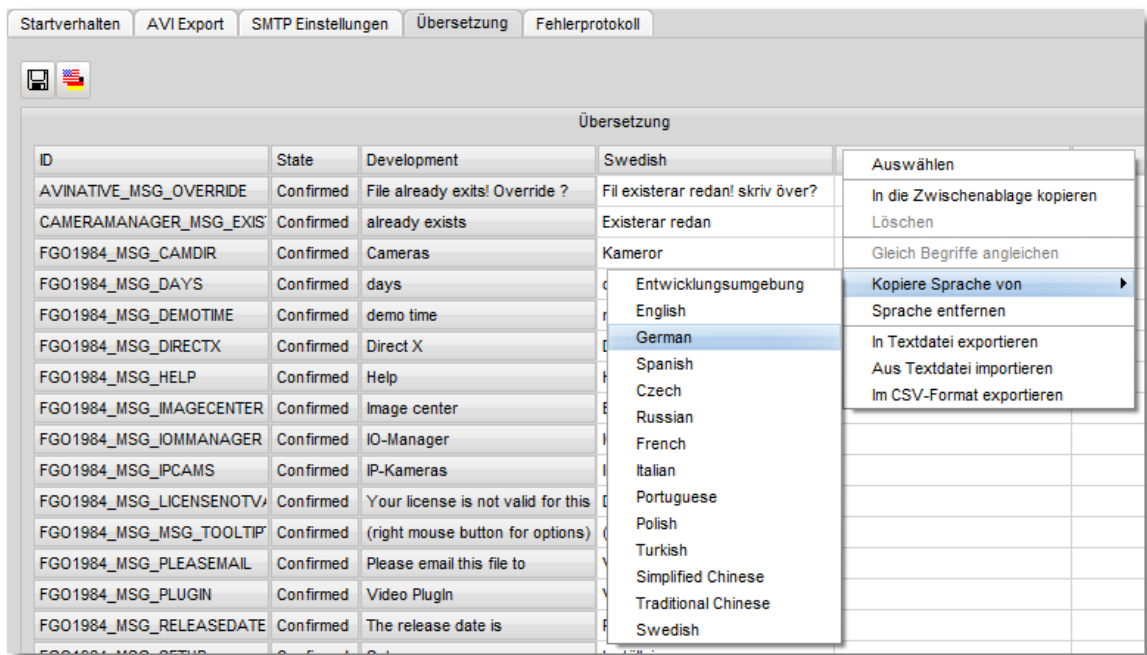 Startverhalten AVI Export SMTP Einstellungen Übersetzung Fehlerprotokoll
Übersetzung
ID State Development Swedish
AVINATIVE_MSG_OVERRIDE Confirmed File already exits! Override ? Fil existerar redan! skriv över?
CAMERAMANAGER_MSG_EXIS Confirmed already exists Existerar redan
FGO1984_MSG_CAMDIR Confirmed Cameras Kameror
FGO1984_MSG_DAYS Confirmed days
FGO1984_MSG_DEMOTIME Confirmed demo time
FGO1984_MSG_DIRECTX Confirmed Direct X
FGO1984_MSG_HELP Confirmed Help
FGO1984_MSG_IMAGECENTER Confirmed Image center
FGO1984_MSG_IOMMANAGER Confirmed IO-Manager
FGO1984_MSG_IPCAMS Confirmed IP-Kameras
FGO1984_MSG_LICENSENOTV Confirmed Your license is not valid for this
FGO1984_MSG_MSG_TOOLTIP Confirmed (right mouse button for options) (
FGO1984_MSG_PLEASEMAIL Confirmed Please email this file to
FGO1984_MSG_PLUGIN Confirmed Video PlugIn
FGO1984_MSG_RELEASEDATE Confirmed The release date is
Entwicklungsumgebung
English
German
Spanish
Czech
Russian
French
Italian
Portuguese
Polish
Turkish
Simplified Chinese
Traditional Chinese
Swedish
Auswählen
In die Zwischenablage kopieren
Löschen
Gleich Begriffe angleichen
Kopiere Sprache von
Sprache entfernen
In Textdatei exportieren
Aus Textdatei importieren
Im CSV-Format exportieren